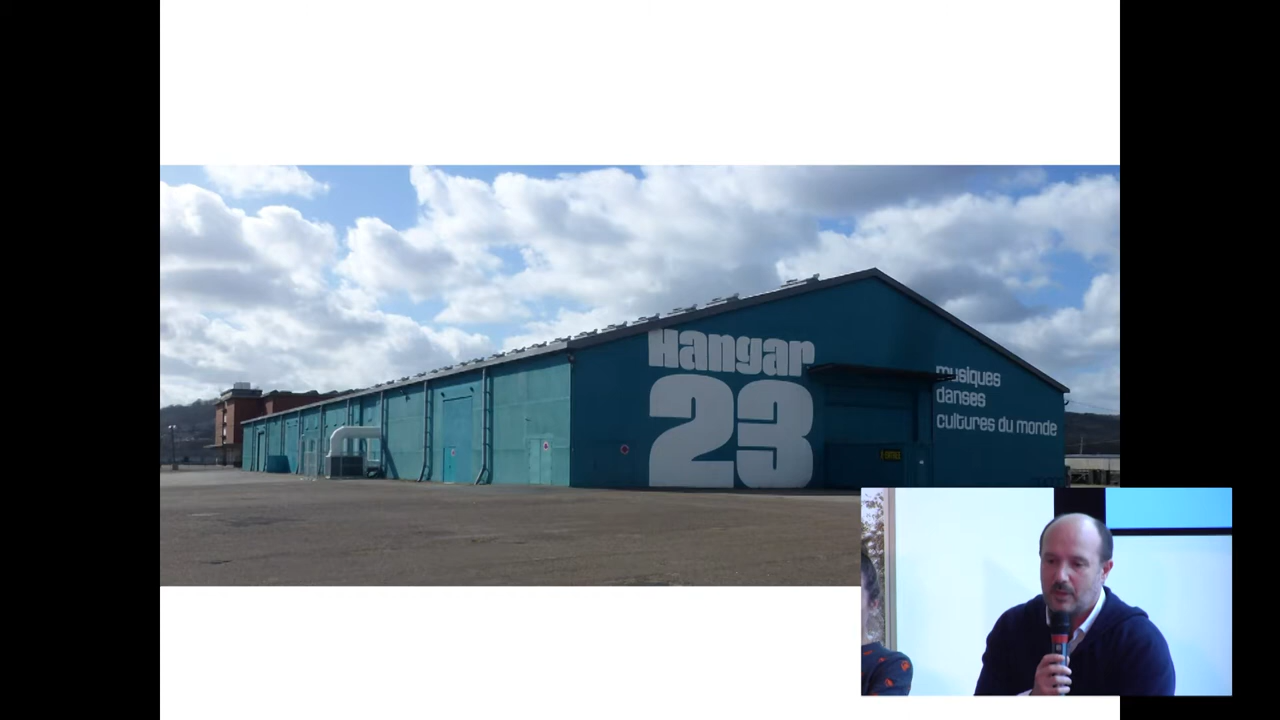 Hangar
23
musiques
danses
cultures du monde